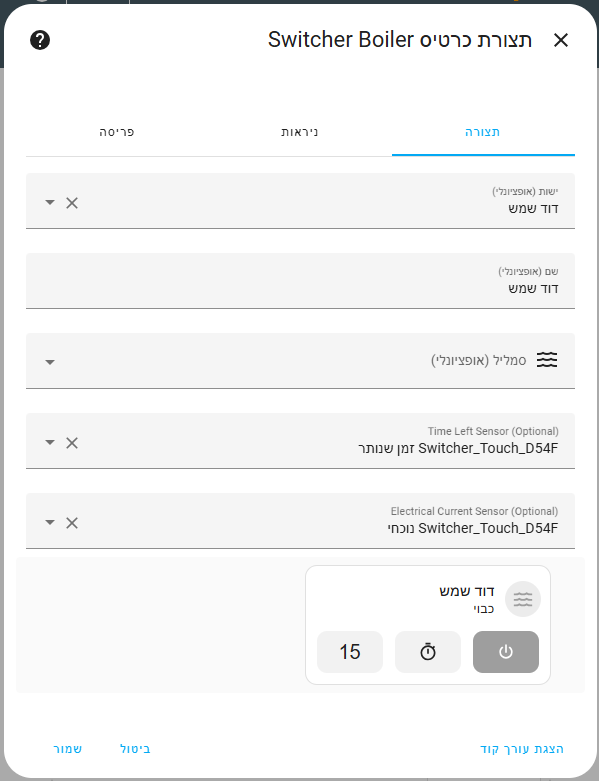 תצורת כרטיס Switcher Boiler
תצורה
ניראות
פריסה
ישות (אופציונלי)
דוד שמש
שם (אופציונלי)
דוד שמש
סמליל (אופציונלי)
Time Left Sensor (Optional)
Switcher_Touch_D54F זמן שנותר
Electrical Current Sensor (Optional)
Switcher_Touch_D54F נוכחי
דוד שמש
כבוי
15
הצגת עורך קוד
ביטול
שמור